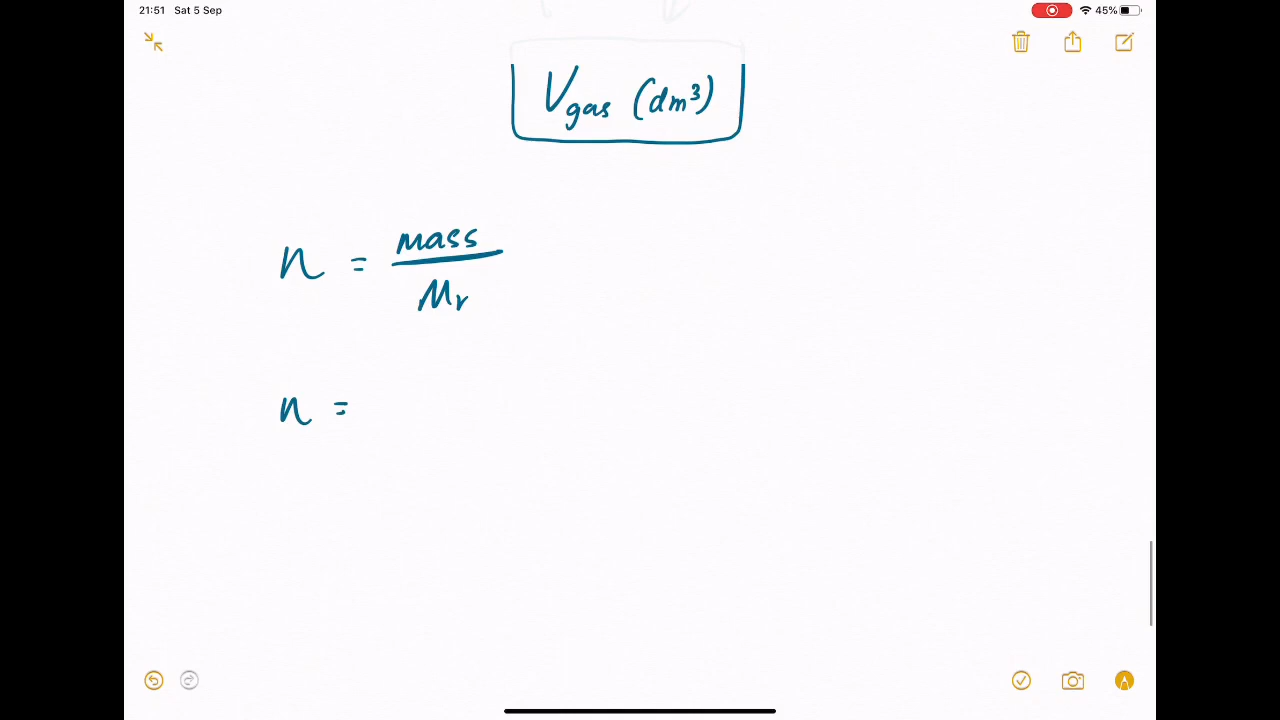 21:51 Sat 5 Sep
45%
Vgas (dm³)
n = mass
Mr
n =